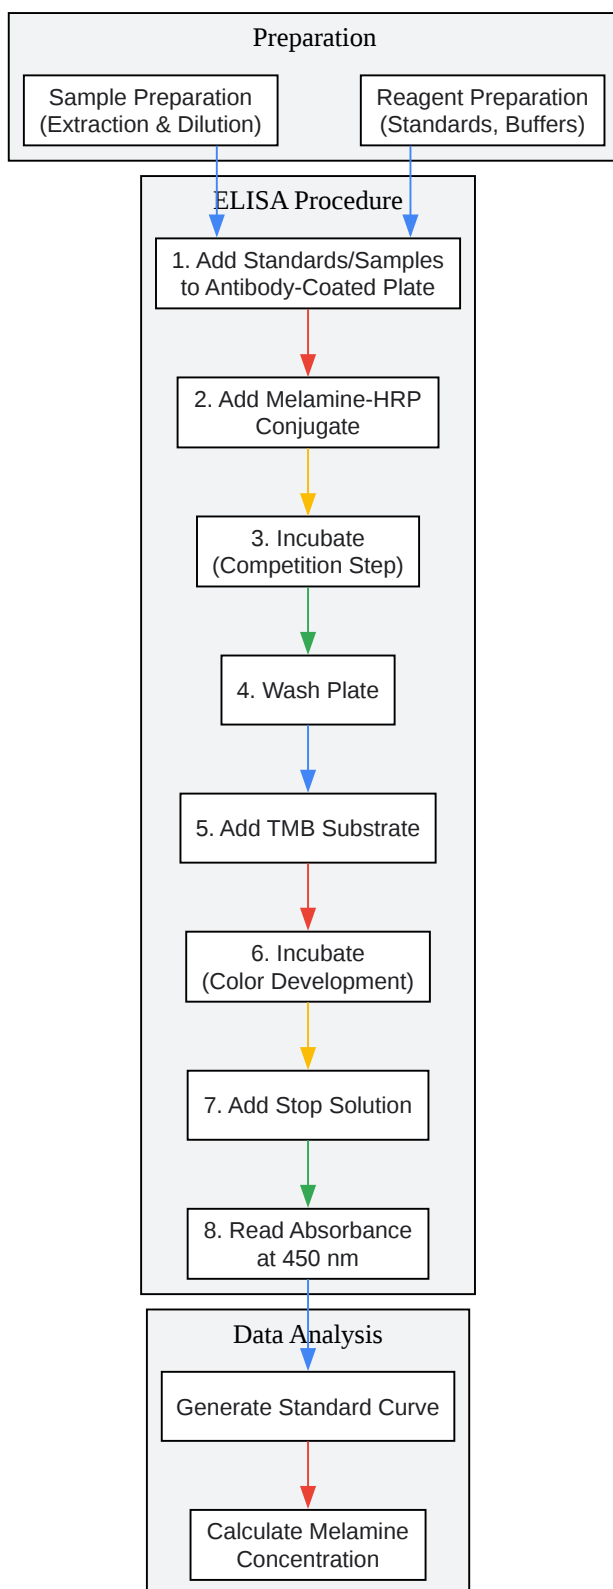 Preparation
Sample Preparation
(Extraction & Dilution)
Reagent Preparation
(Standards, Buffers)
ELISA Procedure
1. Add Standards/Samples
to Antibody-Coated Plate
2. Add Melamine-HRP
Conjugate
3. Incubate
(Competition Step)
4. Wash Plate
5. Add TMB Substrate
6. Incubate
(Color Development)
7. Add Stop Solution
8. Read Absorbance
at 450 nm
Data Analysis
Generate Standard Curve
Calculate Melamine
Concentration